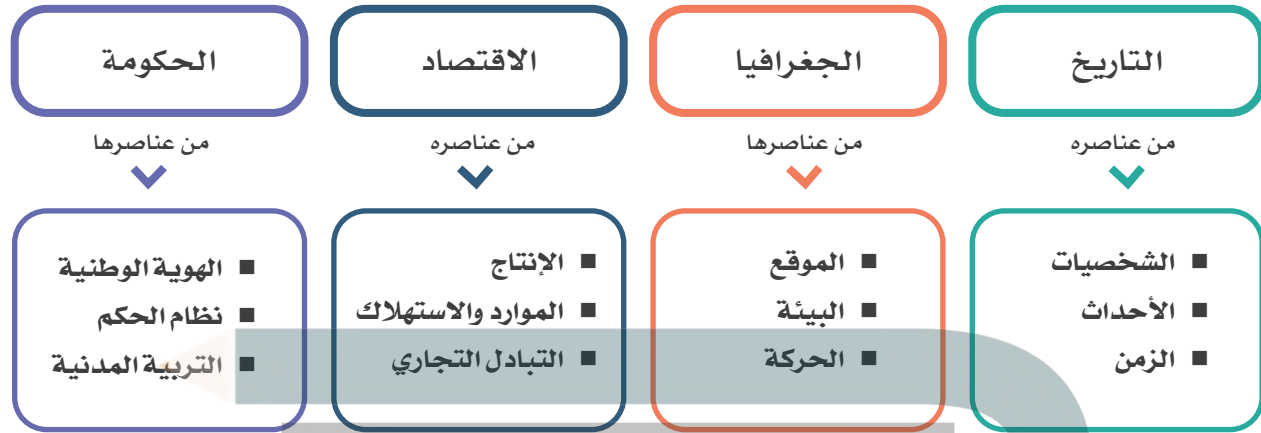 التاريخ
من عناصره
■ الشخصيات
■ الأحداث
■ الزمن
الجغرافيا
من عناصرها
■ الموقع
■ البيئة
■ الحركة
الاقتصاد
من عناصره
■ الإنتاج
■ الموارد والاستهلاك
■ التبادل التجاري
الحكومة
من عناصرها
■ الهوية الوطنية
■ نظام الحكم
■ التربية المدنية